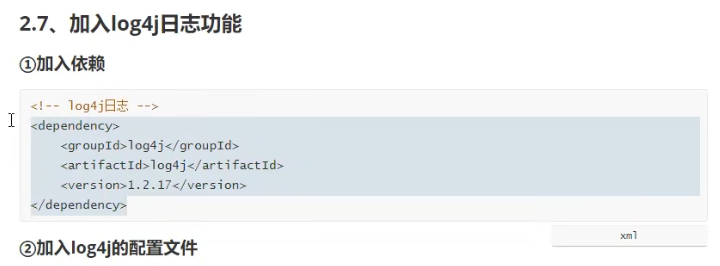 2.7、加入log4j日志功能
①加入依赖
<!-- log4j日志 -->
<dependency>
    <groupId>log4j</groupId>
    <artifactId>log4j</artifactId>
    <version>1.2.17</version>
</dependency>
xml
②加入log4j的配置文件